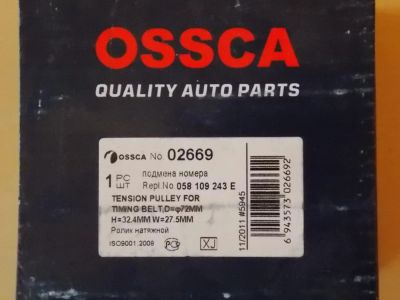 OSSCA
QUALITY AUTO PARTS
OSSCA No. 02669
1 PC ШТ
подмена номера
Repl.No. 058 109 243 E
TENSION PULLEY FOR
TIMING BELT,D=φ72MM
H=32.4MM W=27.5MM
Ролик натяжной
ISO9001.2008
XJ
11/2011 #5945
6 943573 026692